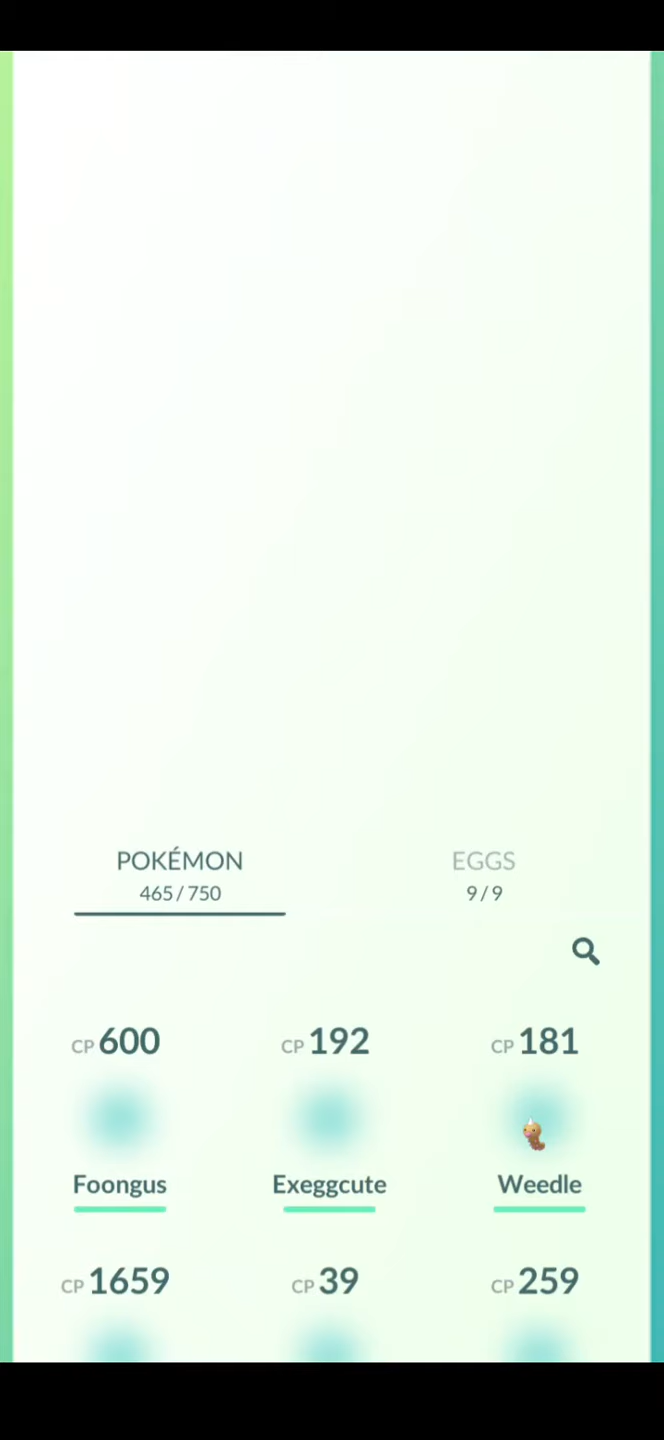 POKÉMON EGGS
465 / 750 9 / 9
CP 600 CP 192 CP 181
Foongus Exeggcute Weedle
CP 1659 CP 39 CP 259